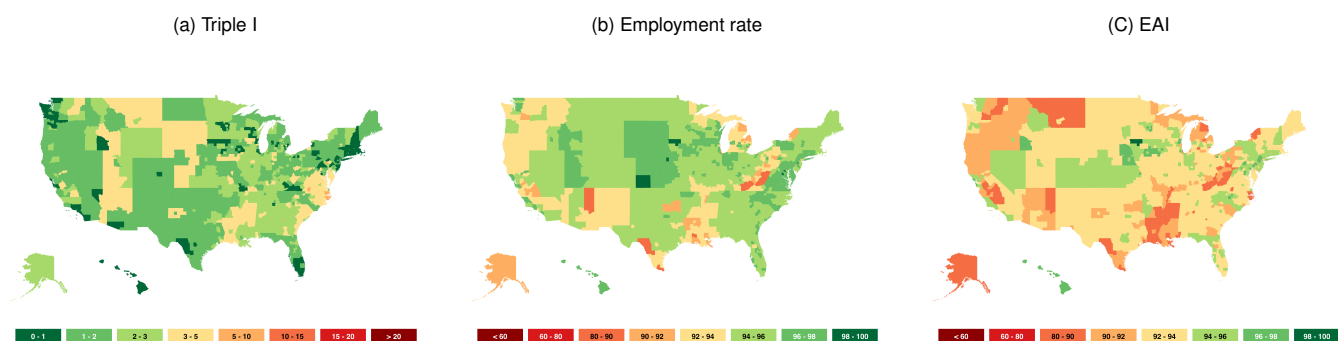 (a) Triple I
(b) Employment rate
(C) EAI
0 - 1 1 - 2 2 - 3 3 - 5 5 - 10 10 - 15 15 - 20 > 20
< 60 60 - 80 80 - 90 90 - 92 92 - 94 94 - 96 96 - 98 98 - 100
< 60 60 - 80 80 - 90 90 - 92 92 - 94 94 - 96 96 - 98 98 - 100